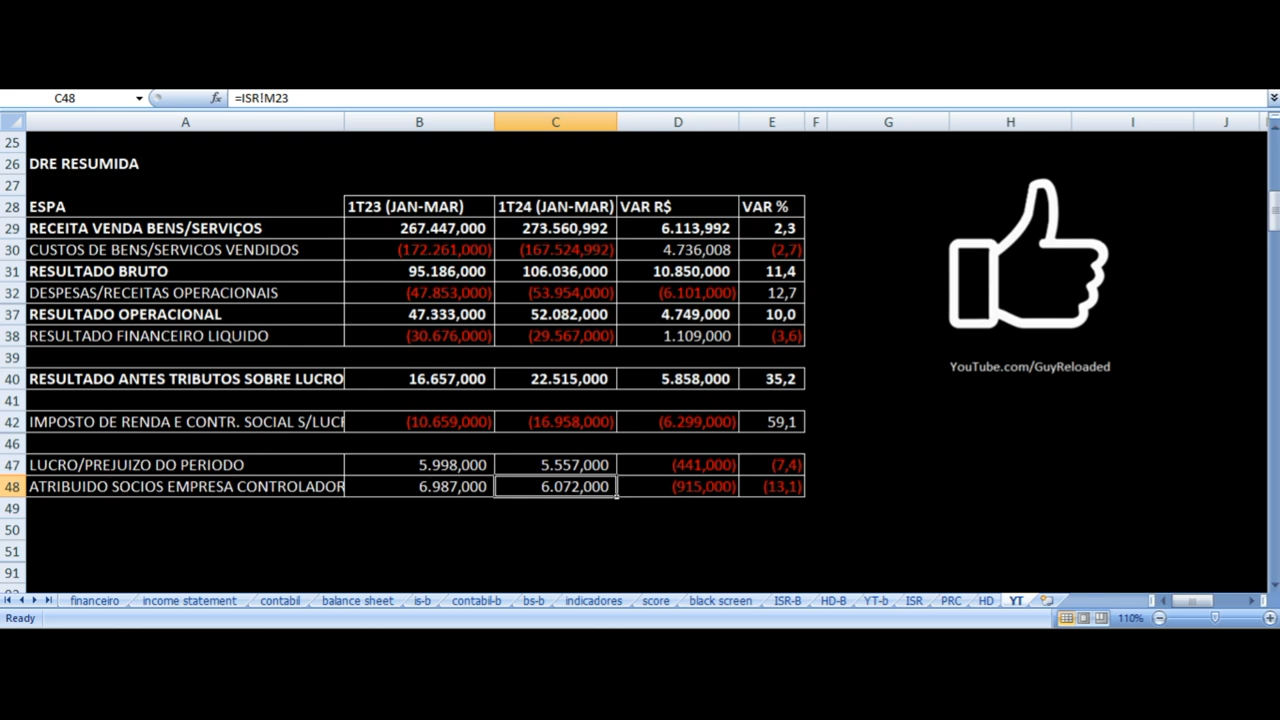 C48 fx =ISR!M23
A B C D E F G H I J
25
26 DRE RESUMIDA
27
28 ESPA 1T23 (JAN-MAR) 1T24 (JAN-MAR) VAR R$ VAR %
29 RECEITA VENDA BENS/SERVIÇOS 267.447,000 273.560,992 6.113,992 2,3
30 CUSTOS DE BENS/SERVICOS VENDIDOS (172.261,000) (167.524,992) 4.736,008 (2,7)
31 RESULTADO BRUTO 95.186,000 106.036,000 10.850,000 11,4
32 DESPESAS/RECEITAS OPERACIONAIS (47.853,000) (53.954,000) (6.101,000) 12,7
37 RESULTADO OPERACIONAL 47.333,000 52.082,000 4.749,000 10,0
38 RESULTADO FINANCEIRO LIQUIDO (30.676,000) (29.567,000) 1.109,000 (3,6)
39
40 RESULTADO ANTES TRIBUTOS SOBRE LUCRO 16.657,000 22.515,000 5.858,000 35,2
41
42 IMPOSTO DE RENDA E CONTR. SOCIAL S/LUCR (10.659,000) (16.958,000) (6.299,000) 59,1
46
47 LUCRO/PREJUIZO DO PERIODO 5.998,000 5.557,000 (441,000) (7,4)
48 ATRIBUIDO SOCIOS EMPRESA CONTROLADOR 6.987,000 6.072,000 (915,000) (13,1)
49
50
51
91
YouTube.com/GuyReloaded
financeiro income statement contabil balance sheet is-b contabil-b bs-b indicadores score black screen ISR-B HD-B YT-b ISR PRC HD YT
Ready 110%